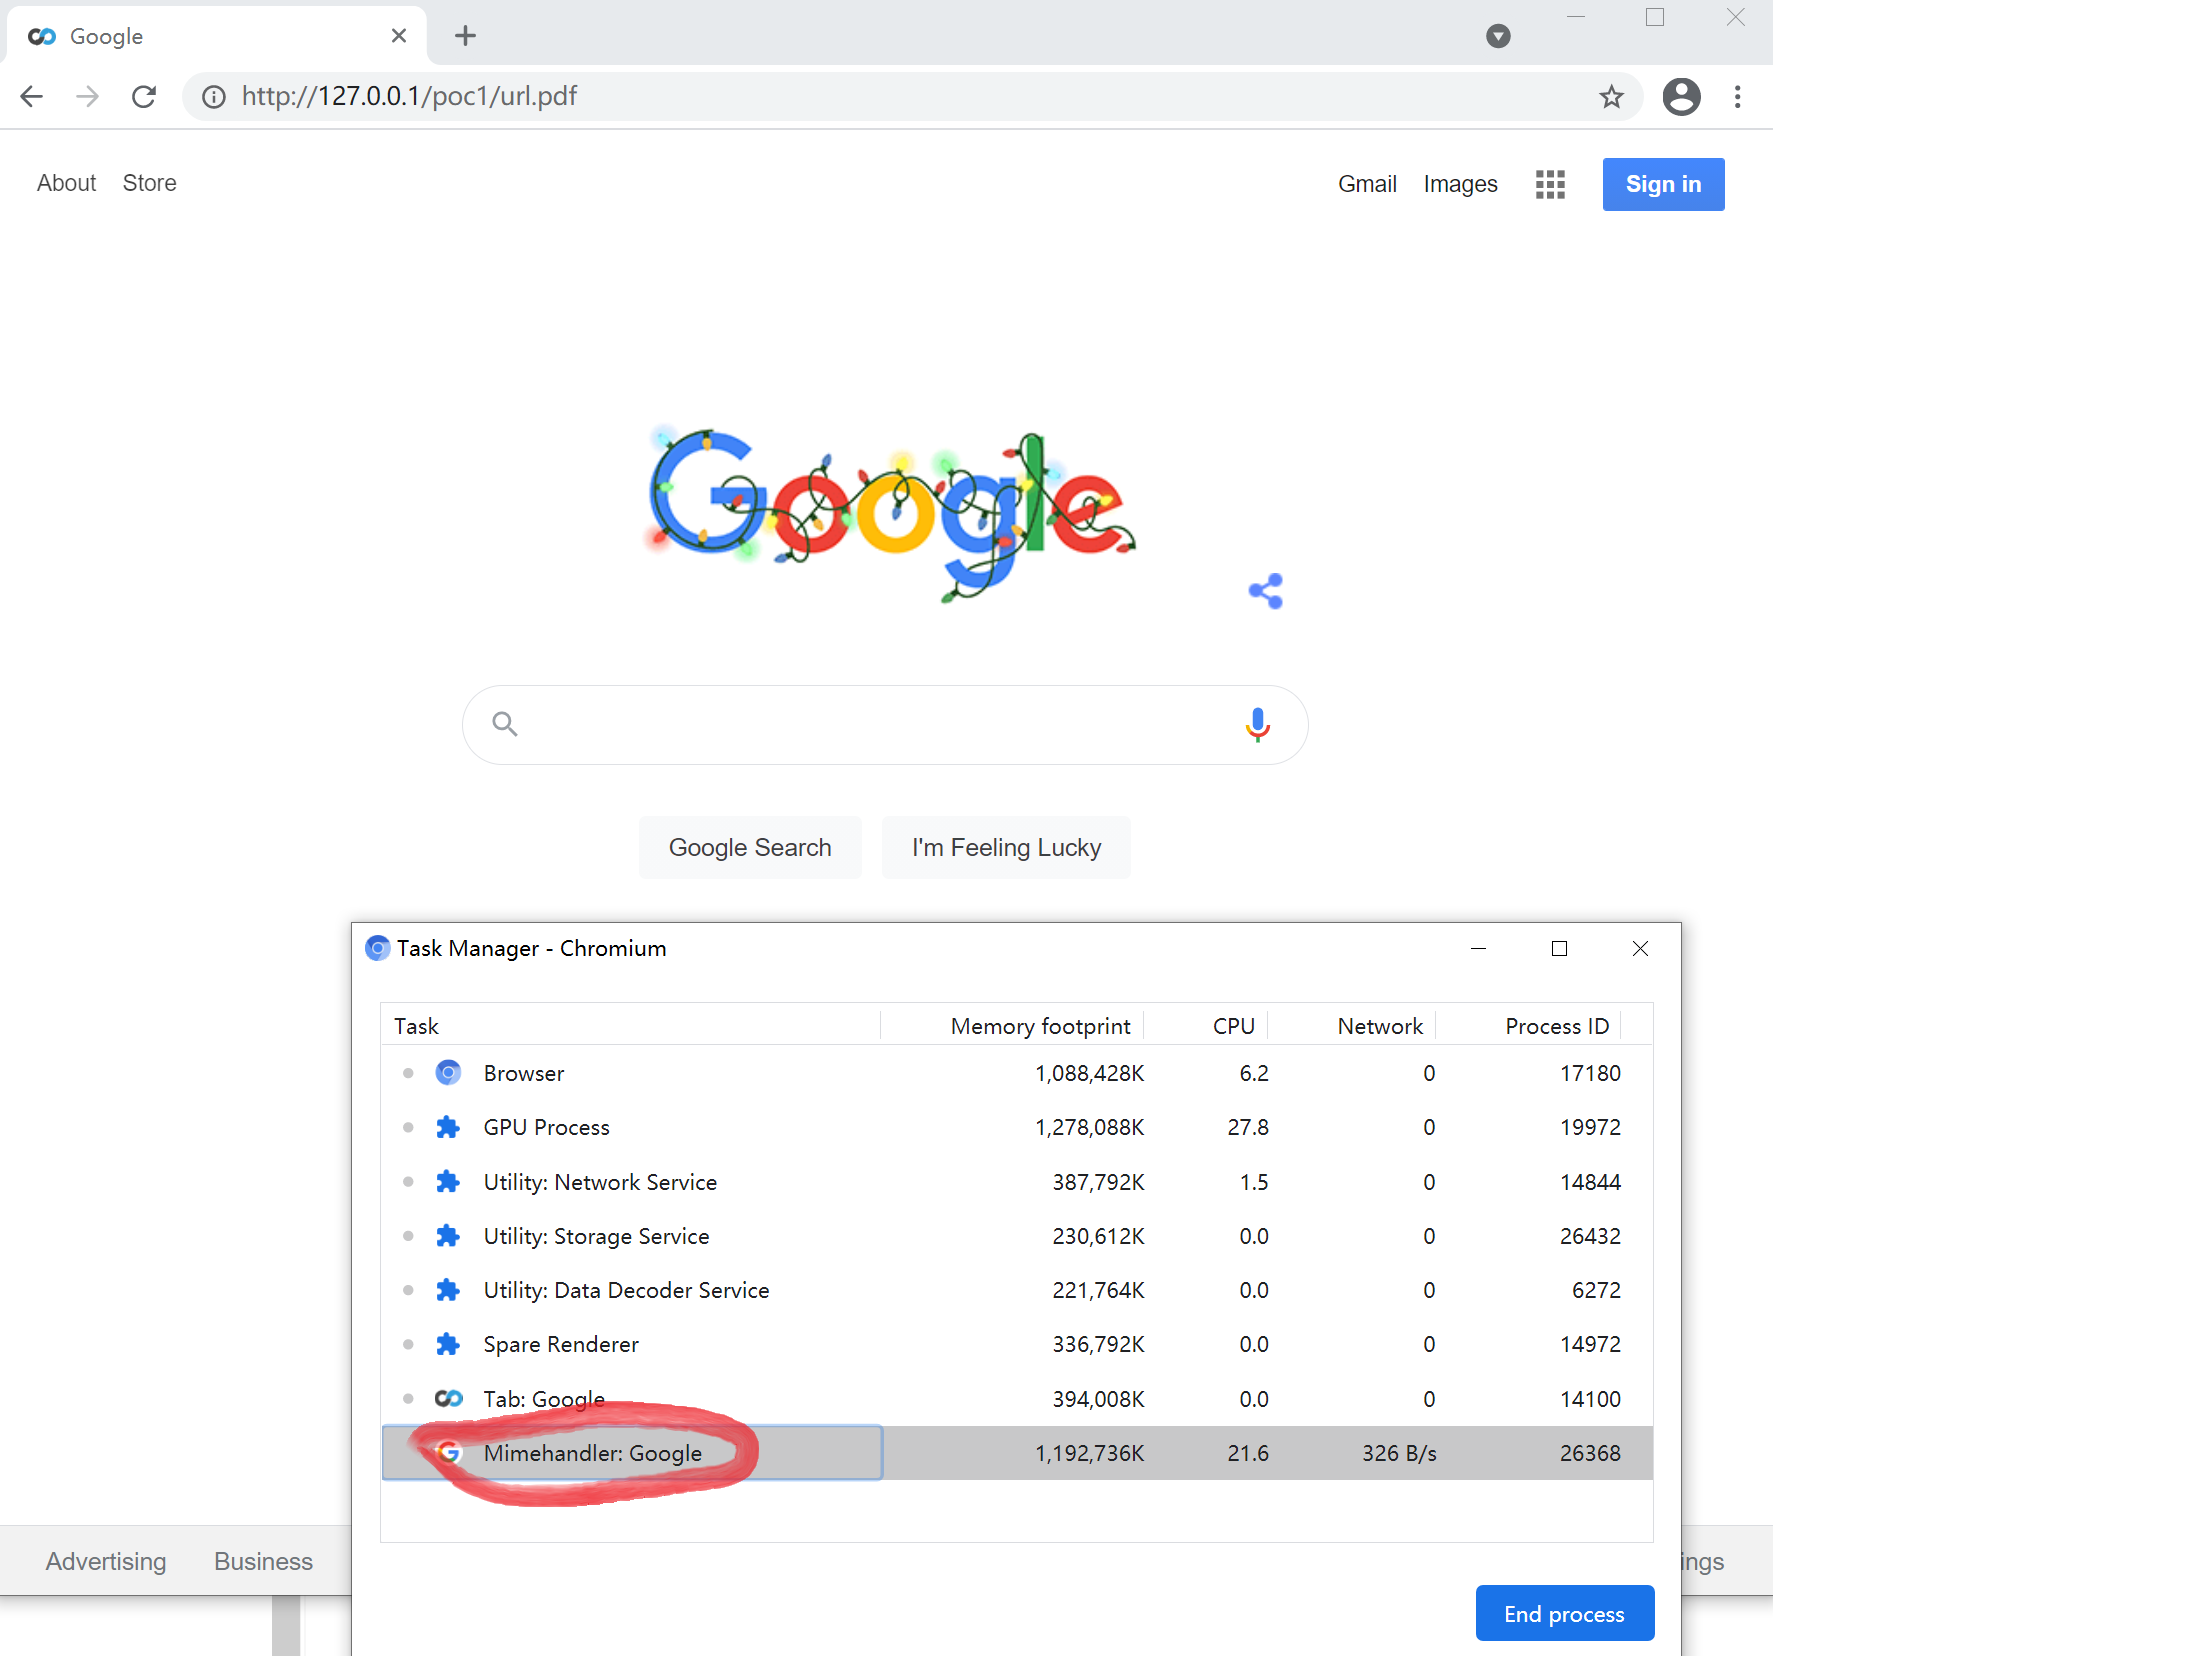 Google
http://127.0.0.1/poc1/url.pdf
About Store Gmail Images Sign in
Google
Google Search I'm Feeling Lucky
Task Manager - Chromium
Task Memory footprint CPU Network Process ID
Browser 1,088,428K 6.2 0 17180
GPU Process 1,278,088K 27.8 0 19972
Utility: Network Service 387,792K 1.5 0 14844
Utility: Storage Service 230,612K 0.0 0 26432
Utility: Data Decoder Service 221,764K 0.0 0 6272
Spare Renderer 336,792K 0.0 0 14972
Tab: Google 394,008K 0.0 0 14100
Mimehandler: Google 1,192,736K 21.6 326 B/s 26368
Advertising Business ings
End process